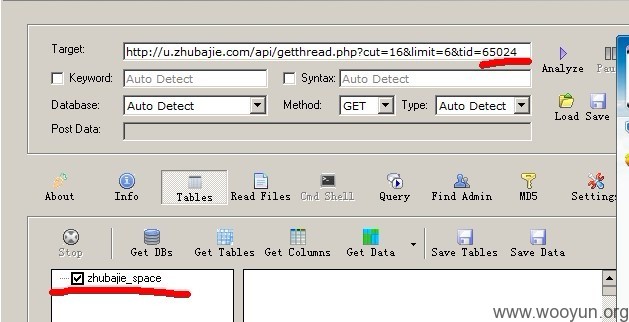 Target: http://u.zhubajie.com/api/getthread.php?cut=16&limit=6&tid=65024
Analyze
Keyword: Auto Detect Syntax: Auto Detect
Database: Auto Detect Method: GET Type: Auto Detect
Load Save
Post Data:
About Info Tables Read Files Cmd Shell Query Find Admin MD5 Settings
Stop Get DBs Get Tables Get Columns Get Data Save Tables Save Data
zhubajie_space
www.wooyun.org